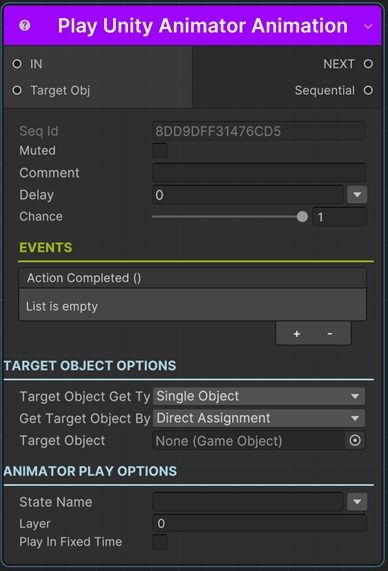 ? Play Unity Animator Animation
IN NEXT
Target Obj Sequential
Seq Id 8DD9DFF31476CD5
Muted
Comment
Delay 0
Chance 1
EVENTS
Action Completed ()
List is empty
+ -
TARGET OBJECT OPTIONS
Target Object Get Ty Single Object
Get Target Object By Direct Assignment
Target Object None (Game Object)
ANIMATOR PLAY OPTIONS
State Name
Layer 0
Play In Fixed Time